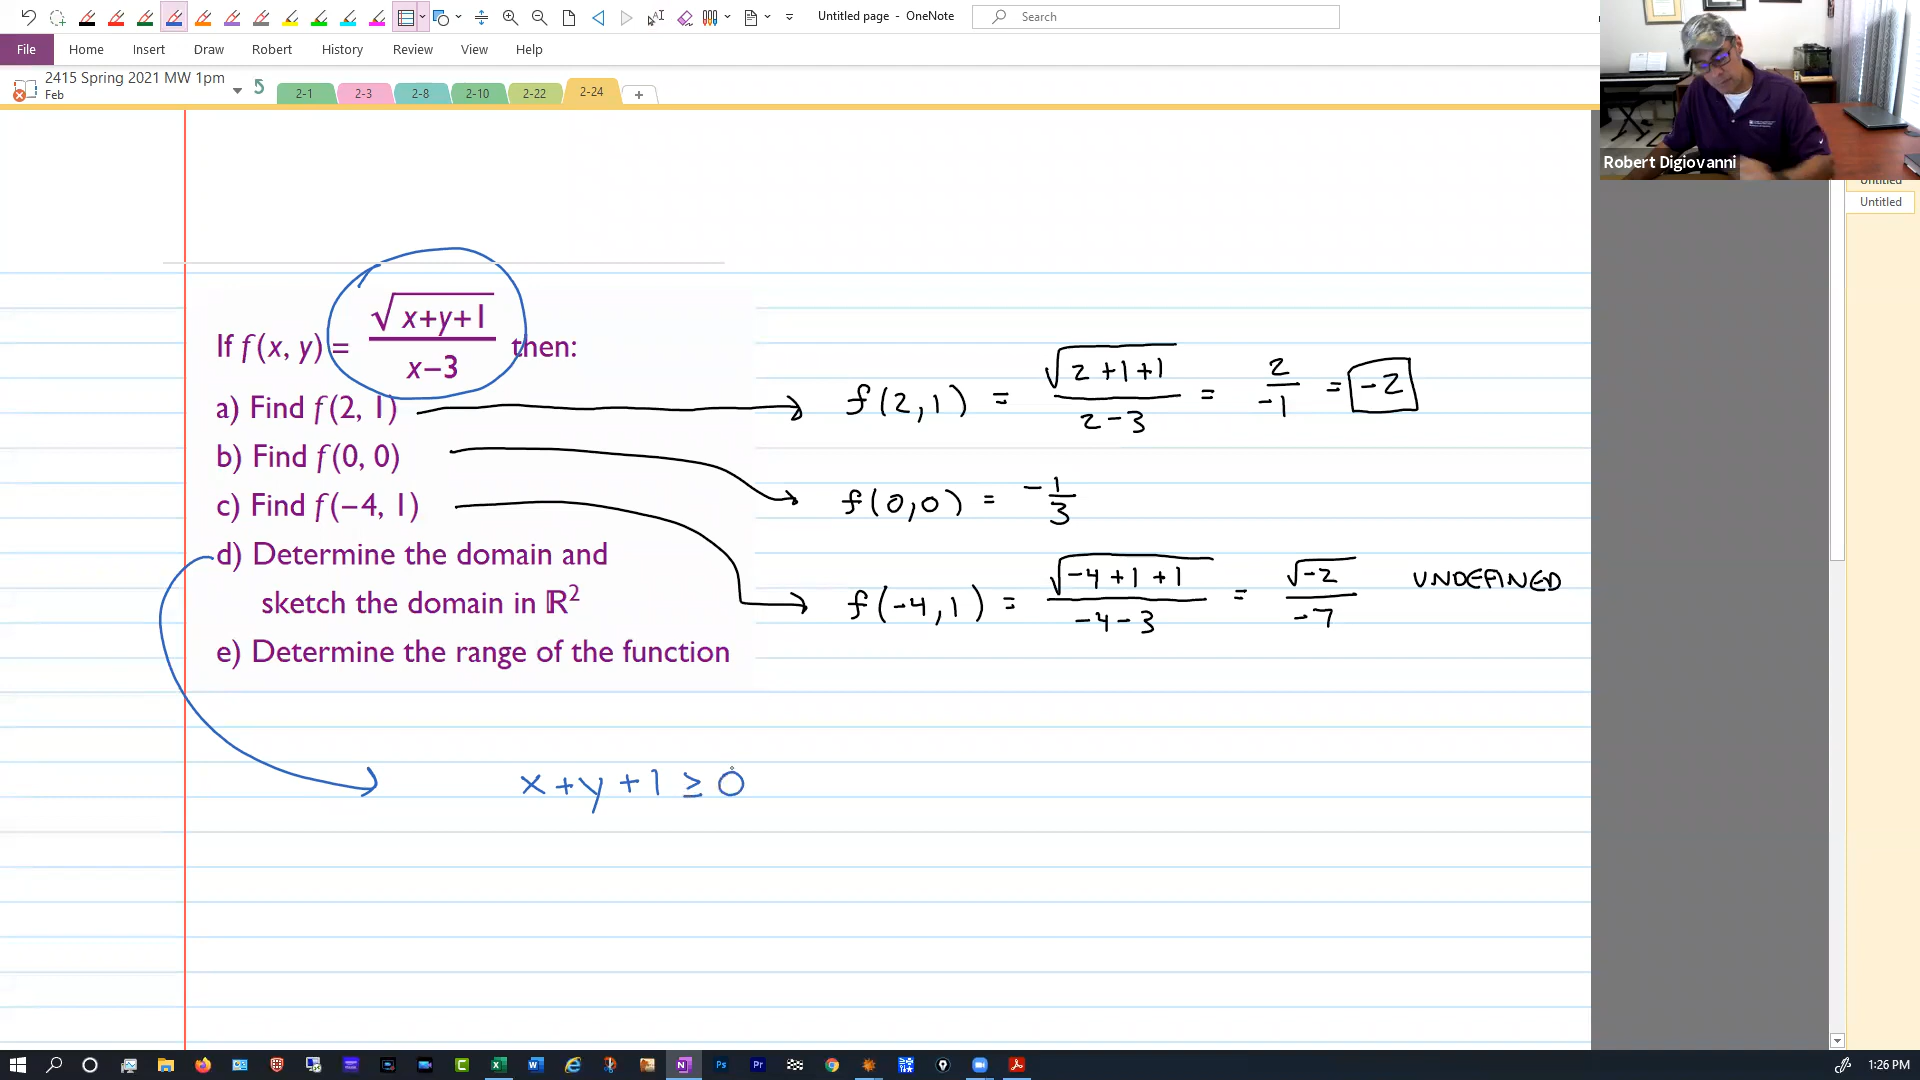 Untitled page - OneNote
Search
File Home Insert Draw Robert History Review View Help
2415 Spring 2021 MW 1pm
Feb
2-1 2-3 2-8 2-10 2-22 2-24 +
Robert Digiovanni
Untitled
Untitled
If f(x, y) = √(x+y+1) / (x−3) then:
a) Find f(2, 1)
b) Find f(0, 0)
c) Find f(−4, 1)
d) Determine the domain and
sketch the domain in ℝ²
e) Determine the range of the function
f(2,1) = √(2+1+1) / (2-3) = 2/-1 = -2
f(0,0) = -1/3
f(-4,1) = √(-4+1+1) / (-4-3) = √-2 / -7 UNDEFINED
x+y+1 ≥ 0
1:26 PM